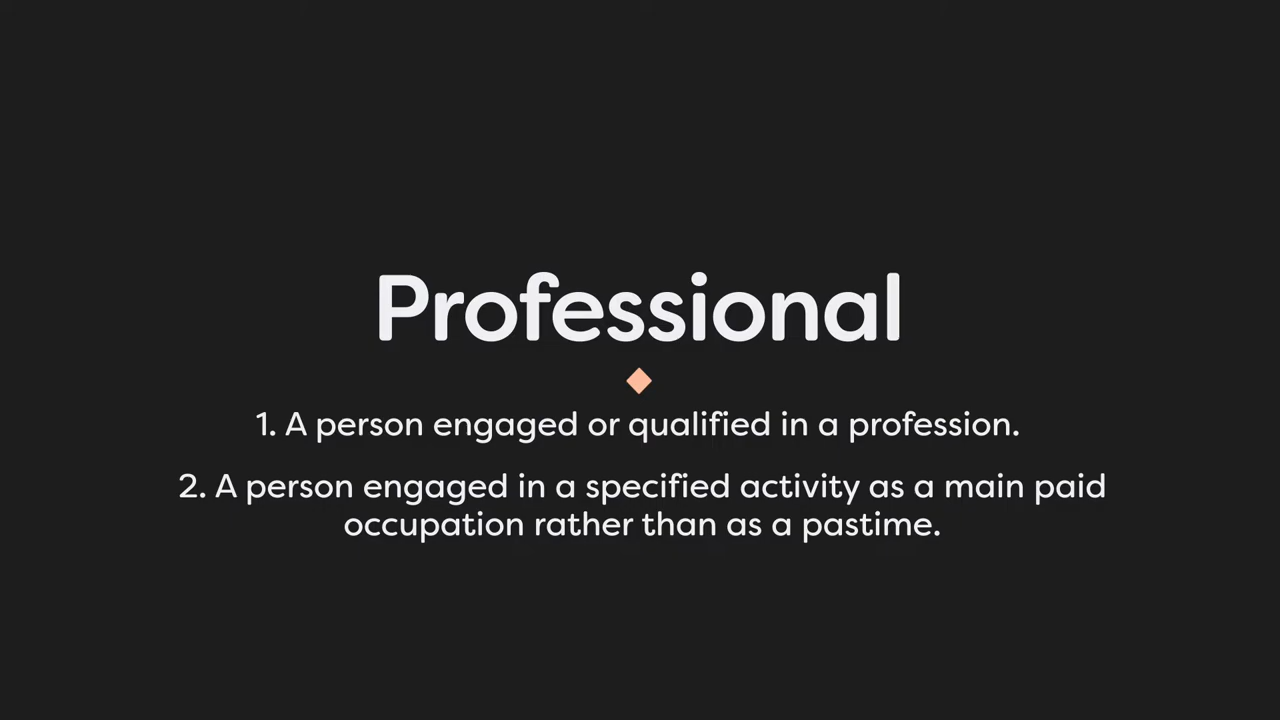 Professional
1. A person engaged or qualified in a profession.
2. A person engaged in a specified activity as a main paid
occupation rather than as a pastime.